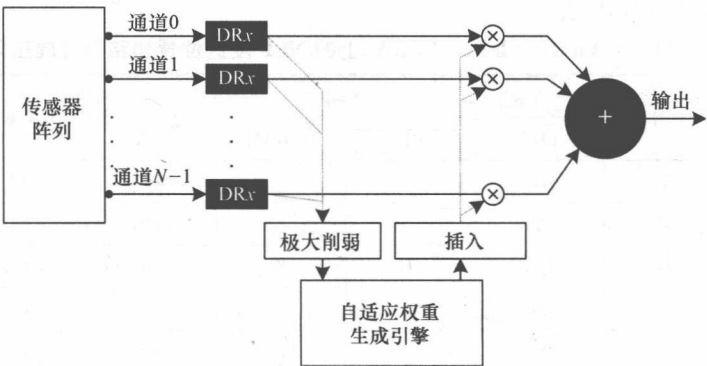 通道0
DRx
通道1
DRx
传感器
阵列
+
输出
通道N-1
DRx
极大削弱
插入
自适应权重
生成引擎